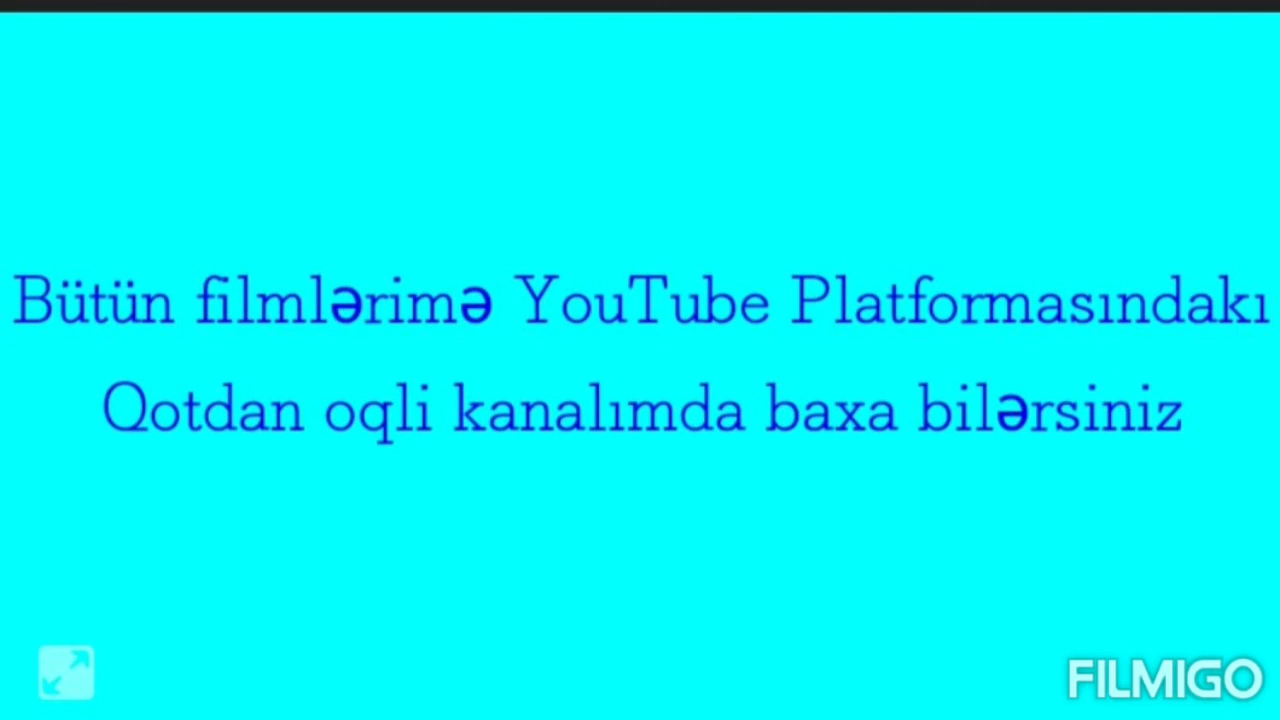 Bütün filmlərimə YouTube Platformasındakı
Qotdan oqli kanalımda baxa bilərsiniz
FILMIGO